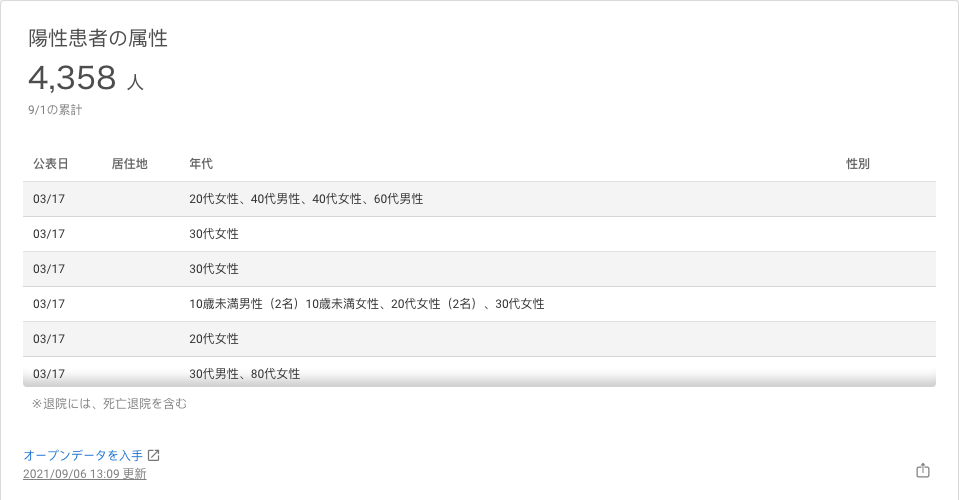 陽性患者の属性
4,358 人
9/1の累計
公表日 居住地 年代 性別
03/17 20代女性、40代男性、40代女性、60代男性
03/17 30代女性
03/17 30代女性
03/17 10歳未満男性（2名）10歳未満女性、20代女性（2名）、30代女性
03/17 20代女性
03/17 30代男性、80代女性
※退院には、死亡退院を含む
オープンデータを入手
2021/09/06 13:09 更新